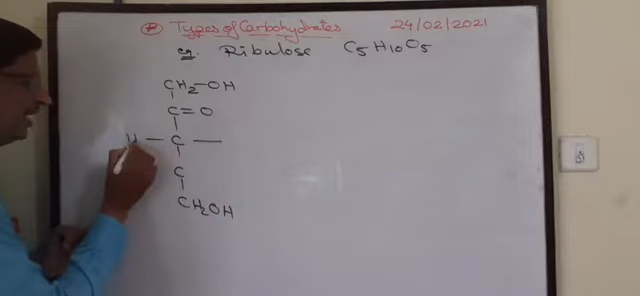 * Types of Carbohydrates 24/02/2021
eg. Ribulose C5H10O5
CH2-OH
C=O
H - C -
C
CH2OH